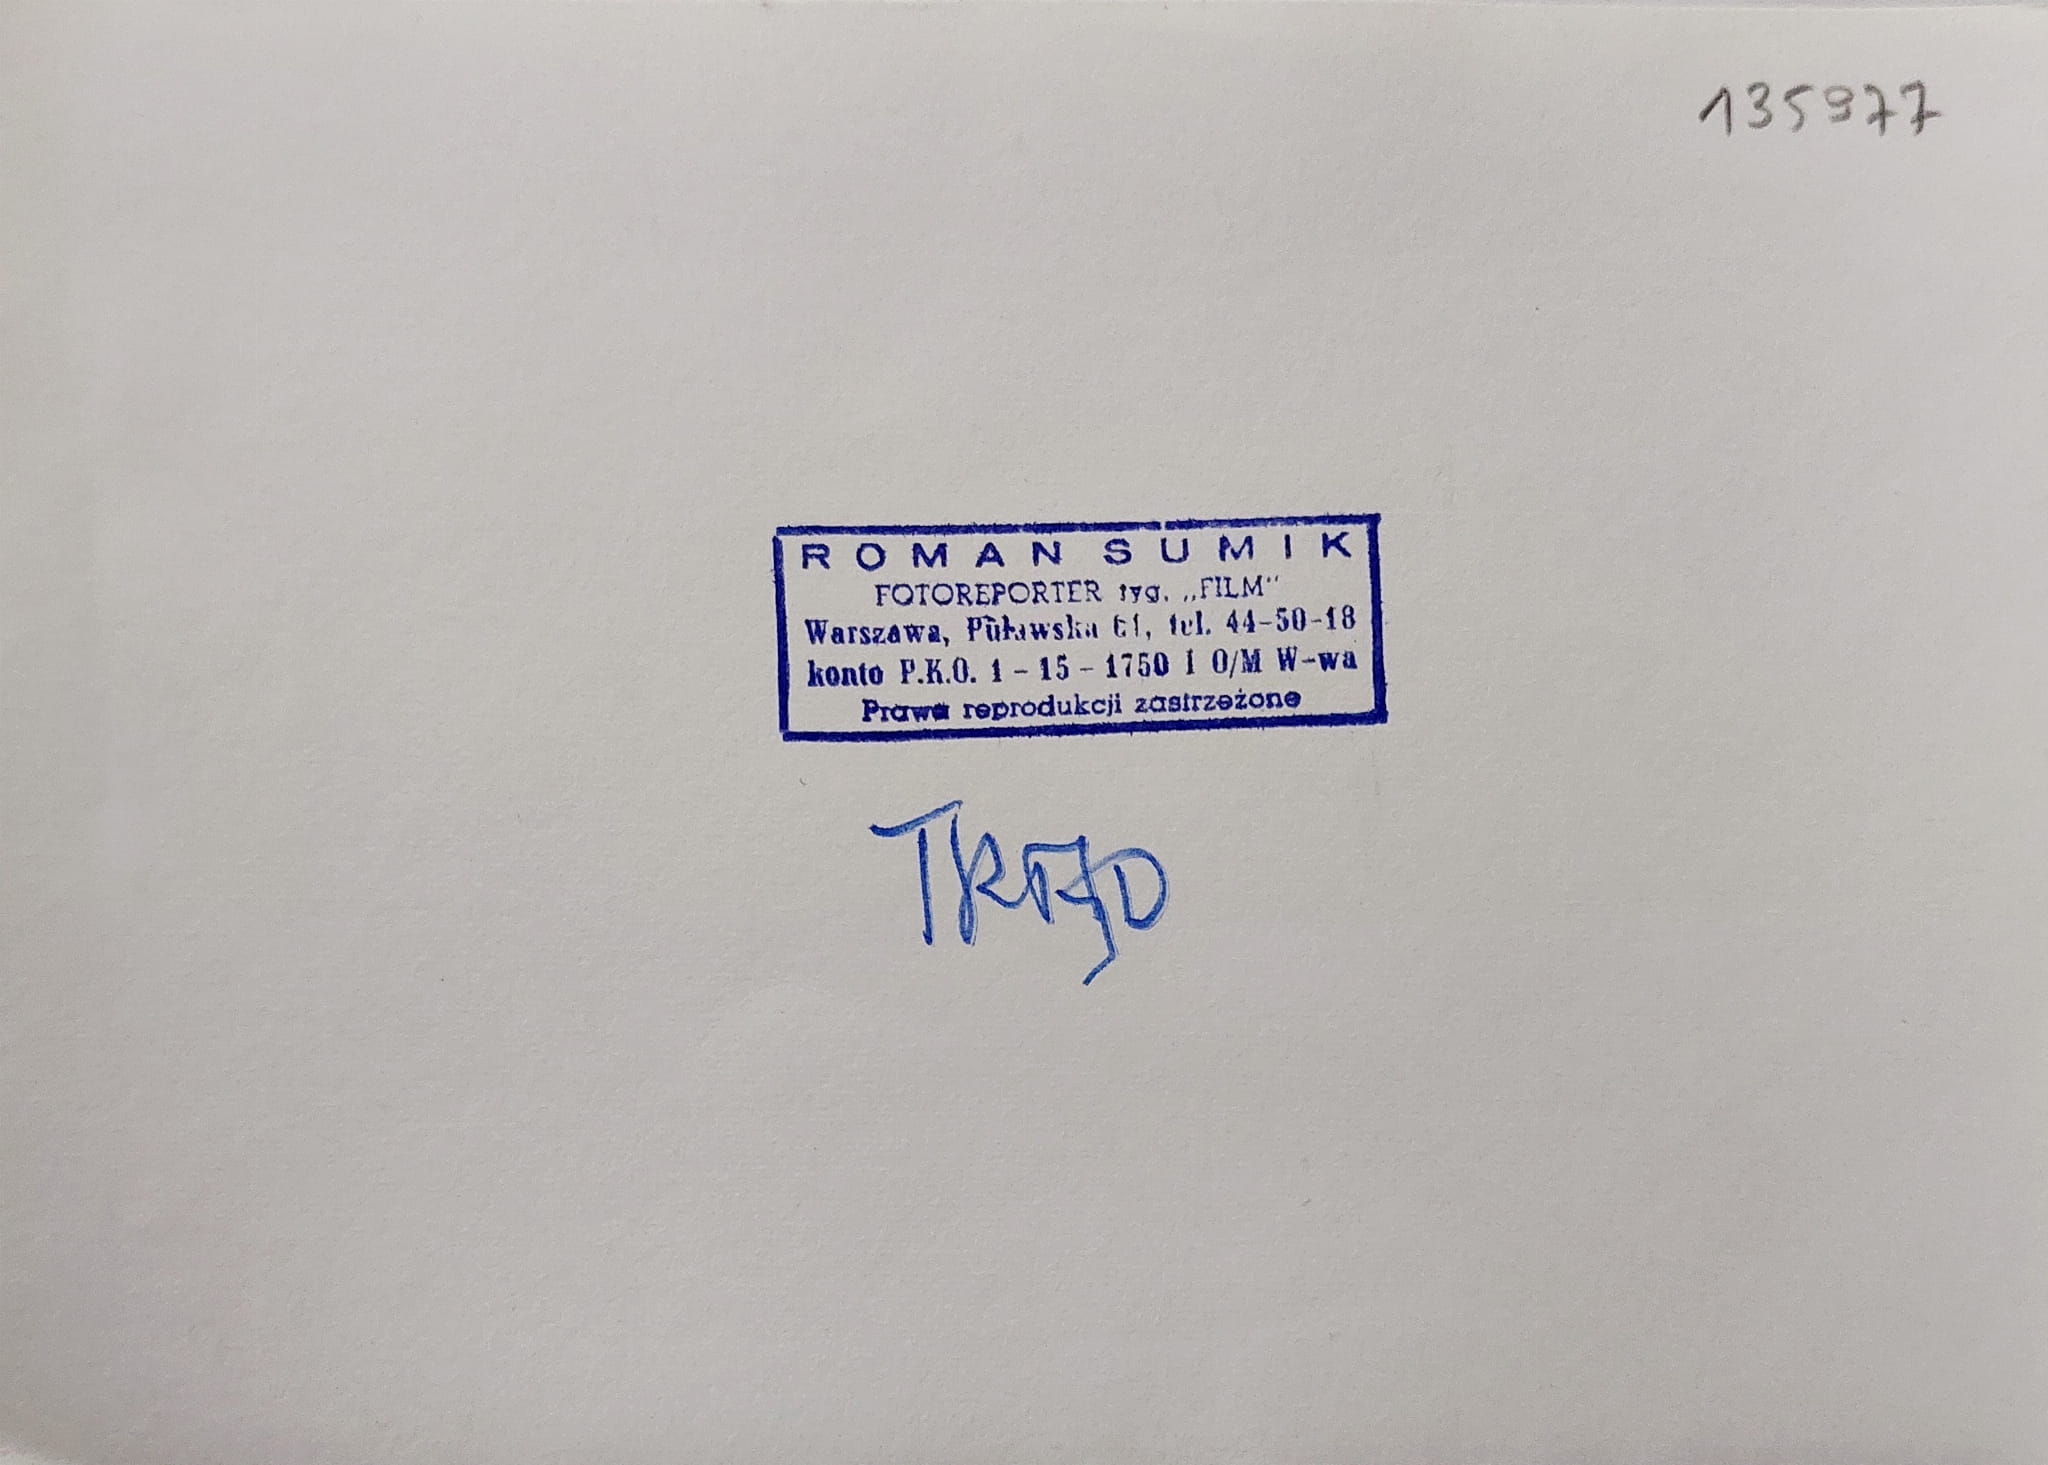 135977
ROMAN SUMIK
FOTOREPORTER tyg. „FILM"
Warszawa, Puławska 61, tel. 44-50-18
konto P.K.O. 1 - 15 - 1750 I O/M W-wa
Prawa reprodukcji zastrzeżone